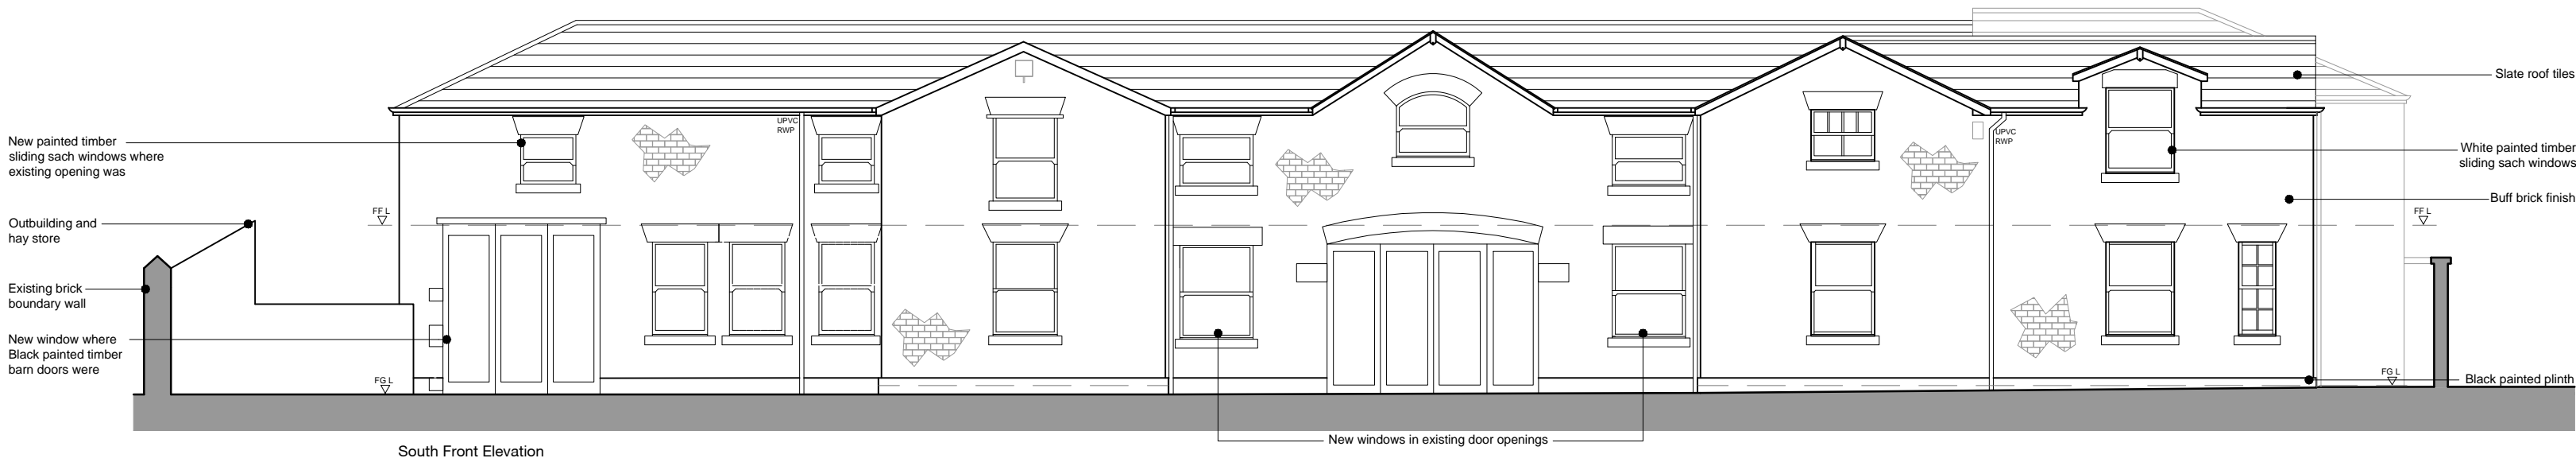 New painted timber
sliding sach windows where
existing opening was
Outbuilding and
hay store
Existing brick
boundary wall
New window where
Black painted timber
barn doors were
FF L
FG L
UPVC
RWP
UPVC
RWP
Slate roof tiles
White painted timber
sliding sach windows
Buff brick finish
FF L
FG L
Black painted plinth
New windows in existing door openings
South Front Elevation